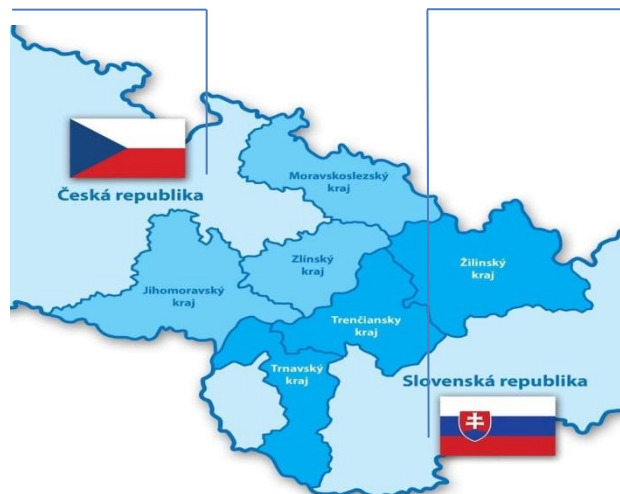 Moravskoslezský
kraj
Česká republika
Zlínský
kraj
Žilinský
kraj
Jihomoravský
kraj
Trenčiansky
kraj
Trnavský
kraj
Slovenská republika